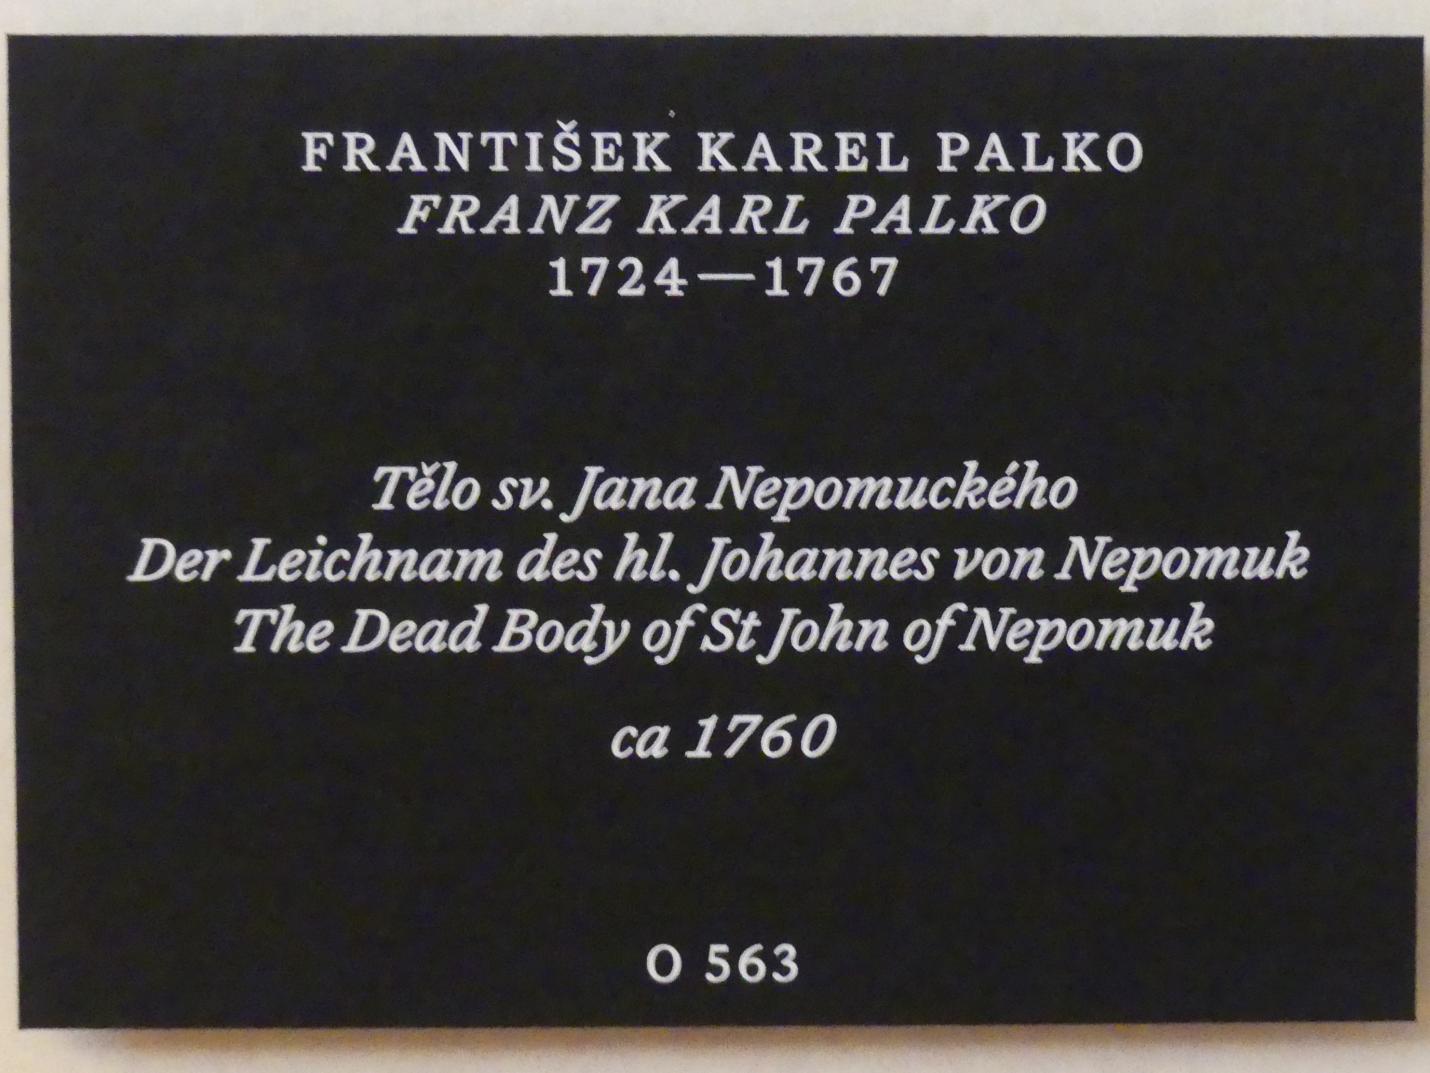 FRANTIŠEK KAREL PALKO
FRANZ KARL PALKO
1724—1767
Tělo sv. Jana Nepomuckého
Der Leichnam des hl. Johannes von Nepomuk
The Dead Body of St John of Nepomuk
ca 1760
O 563